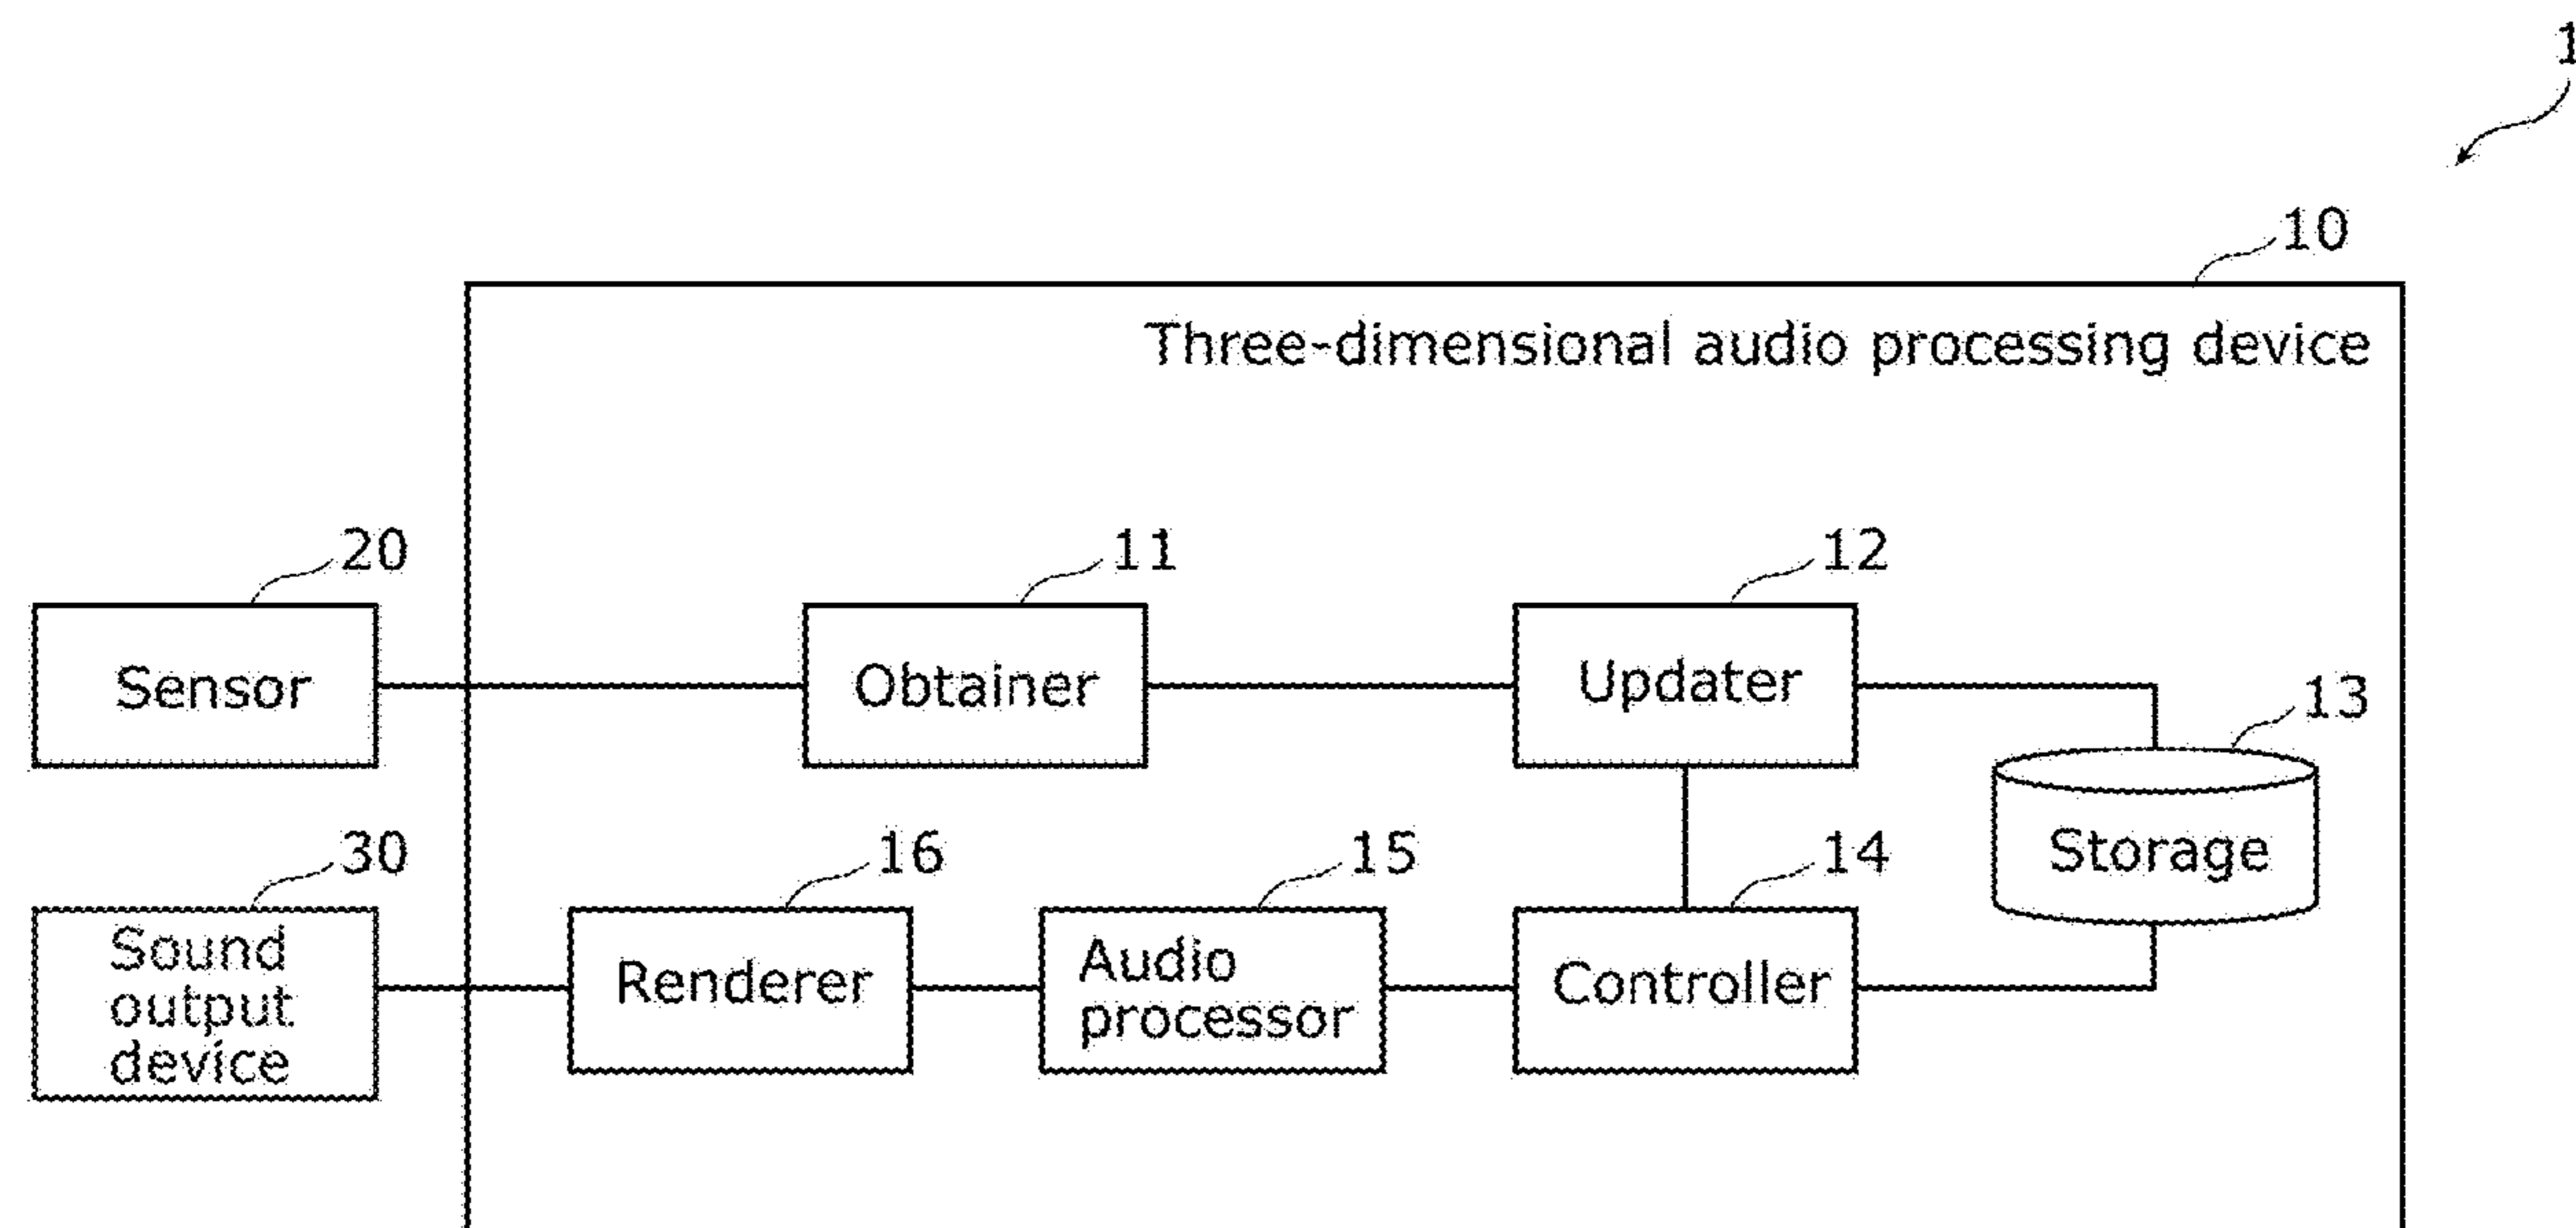 1
10
Three-dimensional audio processing device
20
11
12
Sensor
Obtainer
Updater
13
Storage
30
16
15
14
Sound
output
device
Renderer
Audio
processor
Controller